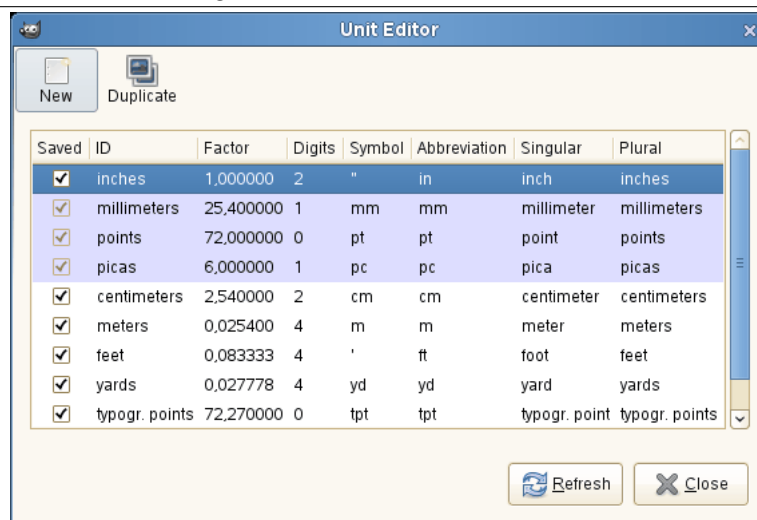 Unit Editor
New Duplicate
Saved ID Factor Digits Symbol Abbreviation Singular Plural
inches 1,000000 2 " in inch inches
millimeters 25,400000 1 mm mm millimeter millimeters
points 72,000000 0 pt pt point points
picas 6,000000 1 pc pc pica picas
centimeters 2,540000 2 cm cm centimeter centimeters
meters 0,025400 4 m m meter meters
feet 0,083333 4 ' ft foot feet
yards 0,027778 4 yd yd yard yards
typogr. points 72,270000 0 tpt tpt typogr. point typogr. points
Refresh Close